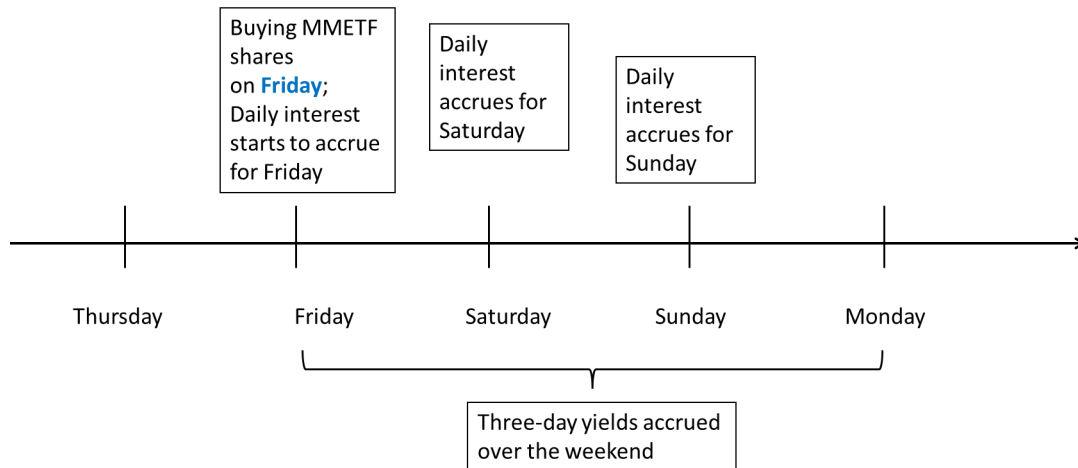 Buying MMETF
shares
on Friday;
Daily interest
starts to accrue
for Friday
Daily
interest
accrues for
Saturday
Daily
interest
accrues for
Sunday
Thursday
Friday
Saturday
Sunday
Monday
Three-day yields accrued
over the weekend